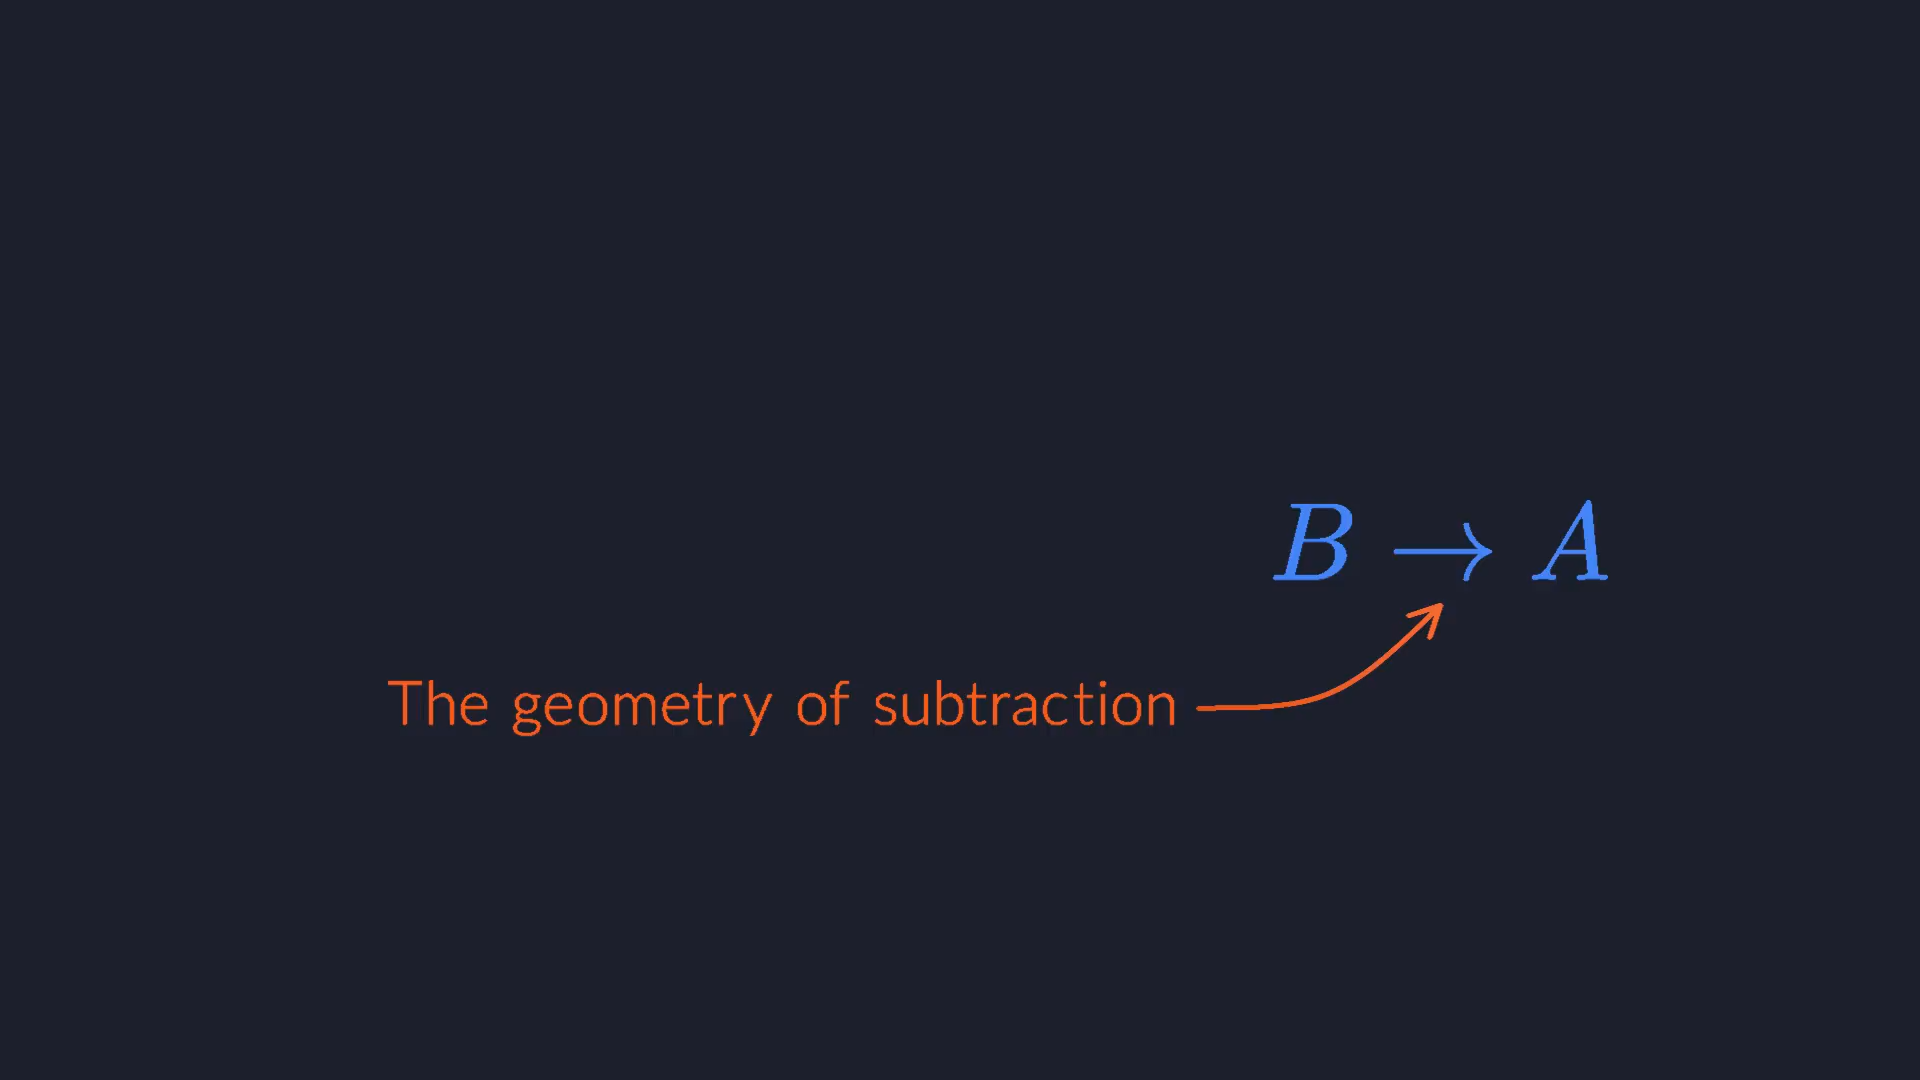 B → A
The geometry of subtraction